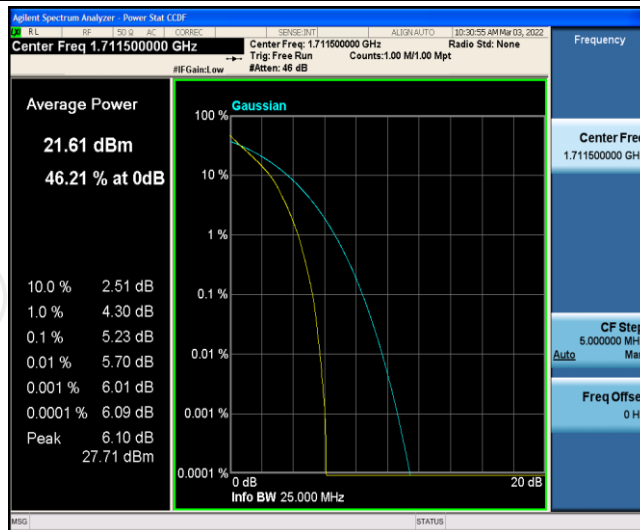 Agilent Spectrum Analyzer - Power Stat CCDF
RL RF 50 Ω AC CORREC SENSE:INT ALIGN AUTO 10:30:55 AM Mar 03, 2022
Center Freq 1.711500000 GHz
Center Freq: 1.711500000 GHz Radio Std: None
Trig: Free Run Counts:1.00 M/1.00 Mpt
#IFGain:Low #Atten: 46 dB
Frequency
Average Power
21.61 dBm
46.21 % at 0dB
10.0 % 2.51 dB
1.0 % 4.30 dB
0.1 % 5.23 dB
0.01 % 5.70 dB
0.001 % 6.01 dB
0.0001 % 6.09 dB
Peak 6.10 dB
27.71 dBm
Gaussian
100 %
10 %
1 %
0.1 %
0.01 %
0.001 %
0.0001 %
0 dB 20 dB
Info BW 25.000 MHz
Center Fre
1.711500000 GH
CF Ste
5.000000 MH
Auto Ma
Freq Offse
0 H
MSG STATUS